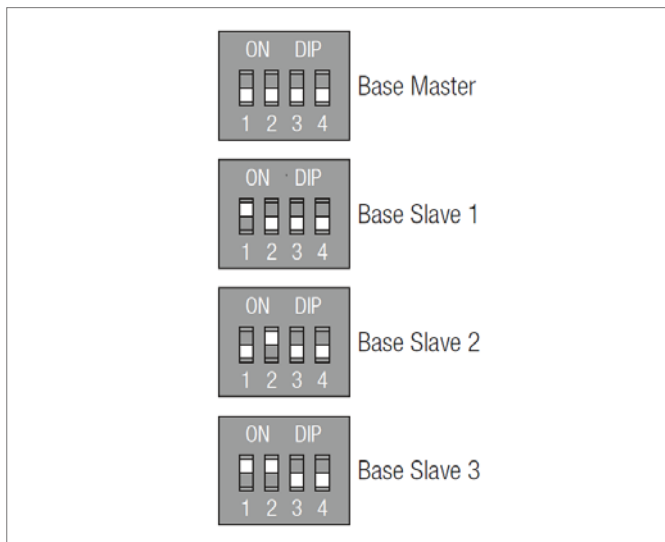 ON DIP
Base Master
1 2 3 4
ON DIP
Base Slave 1
1 2 3 4
ON DIP
Base Slave 2
1 2 3 4
ON DIP
Base Slave 3
1 2 3 4